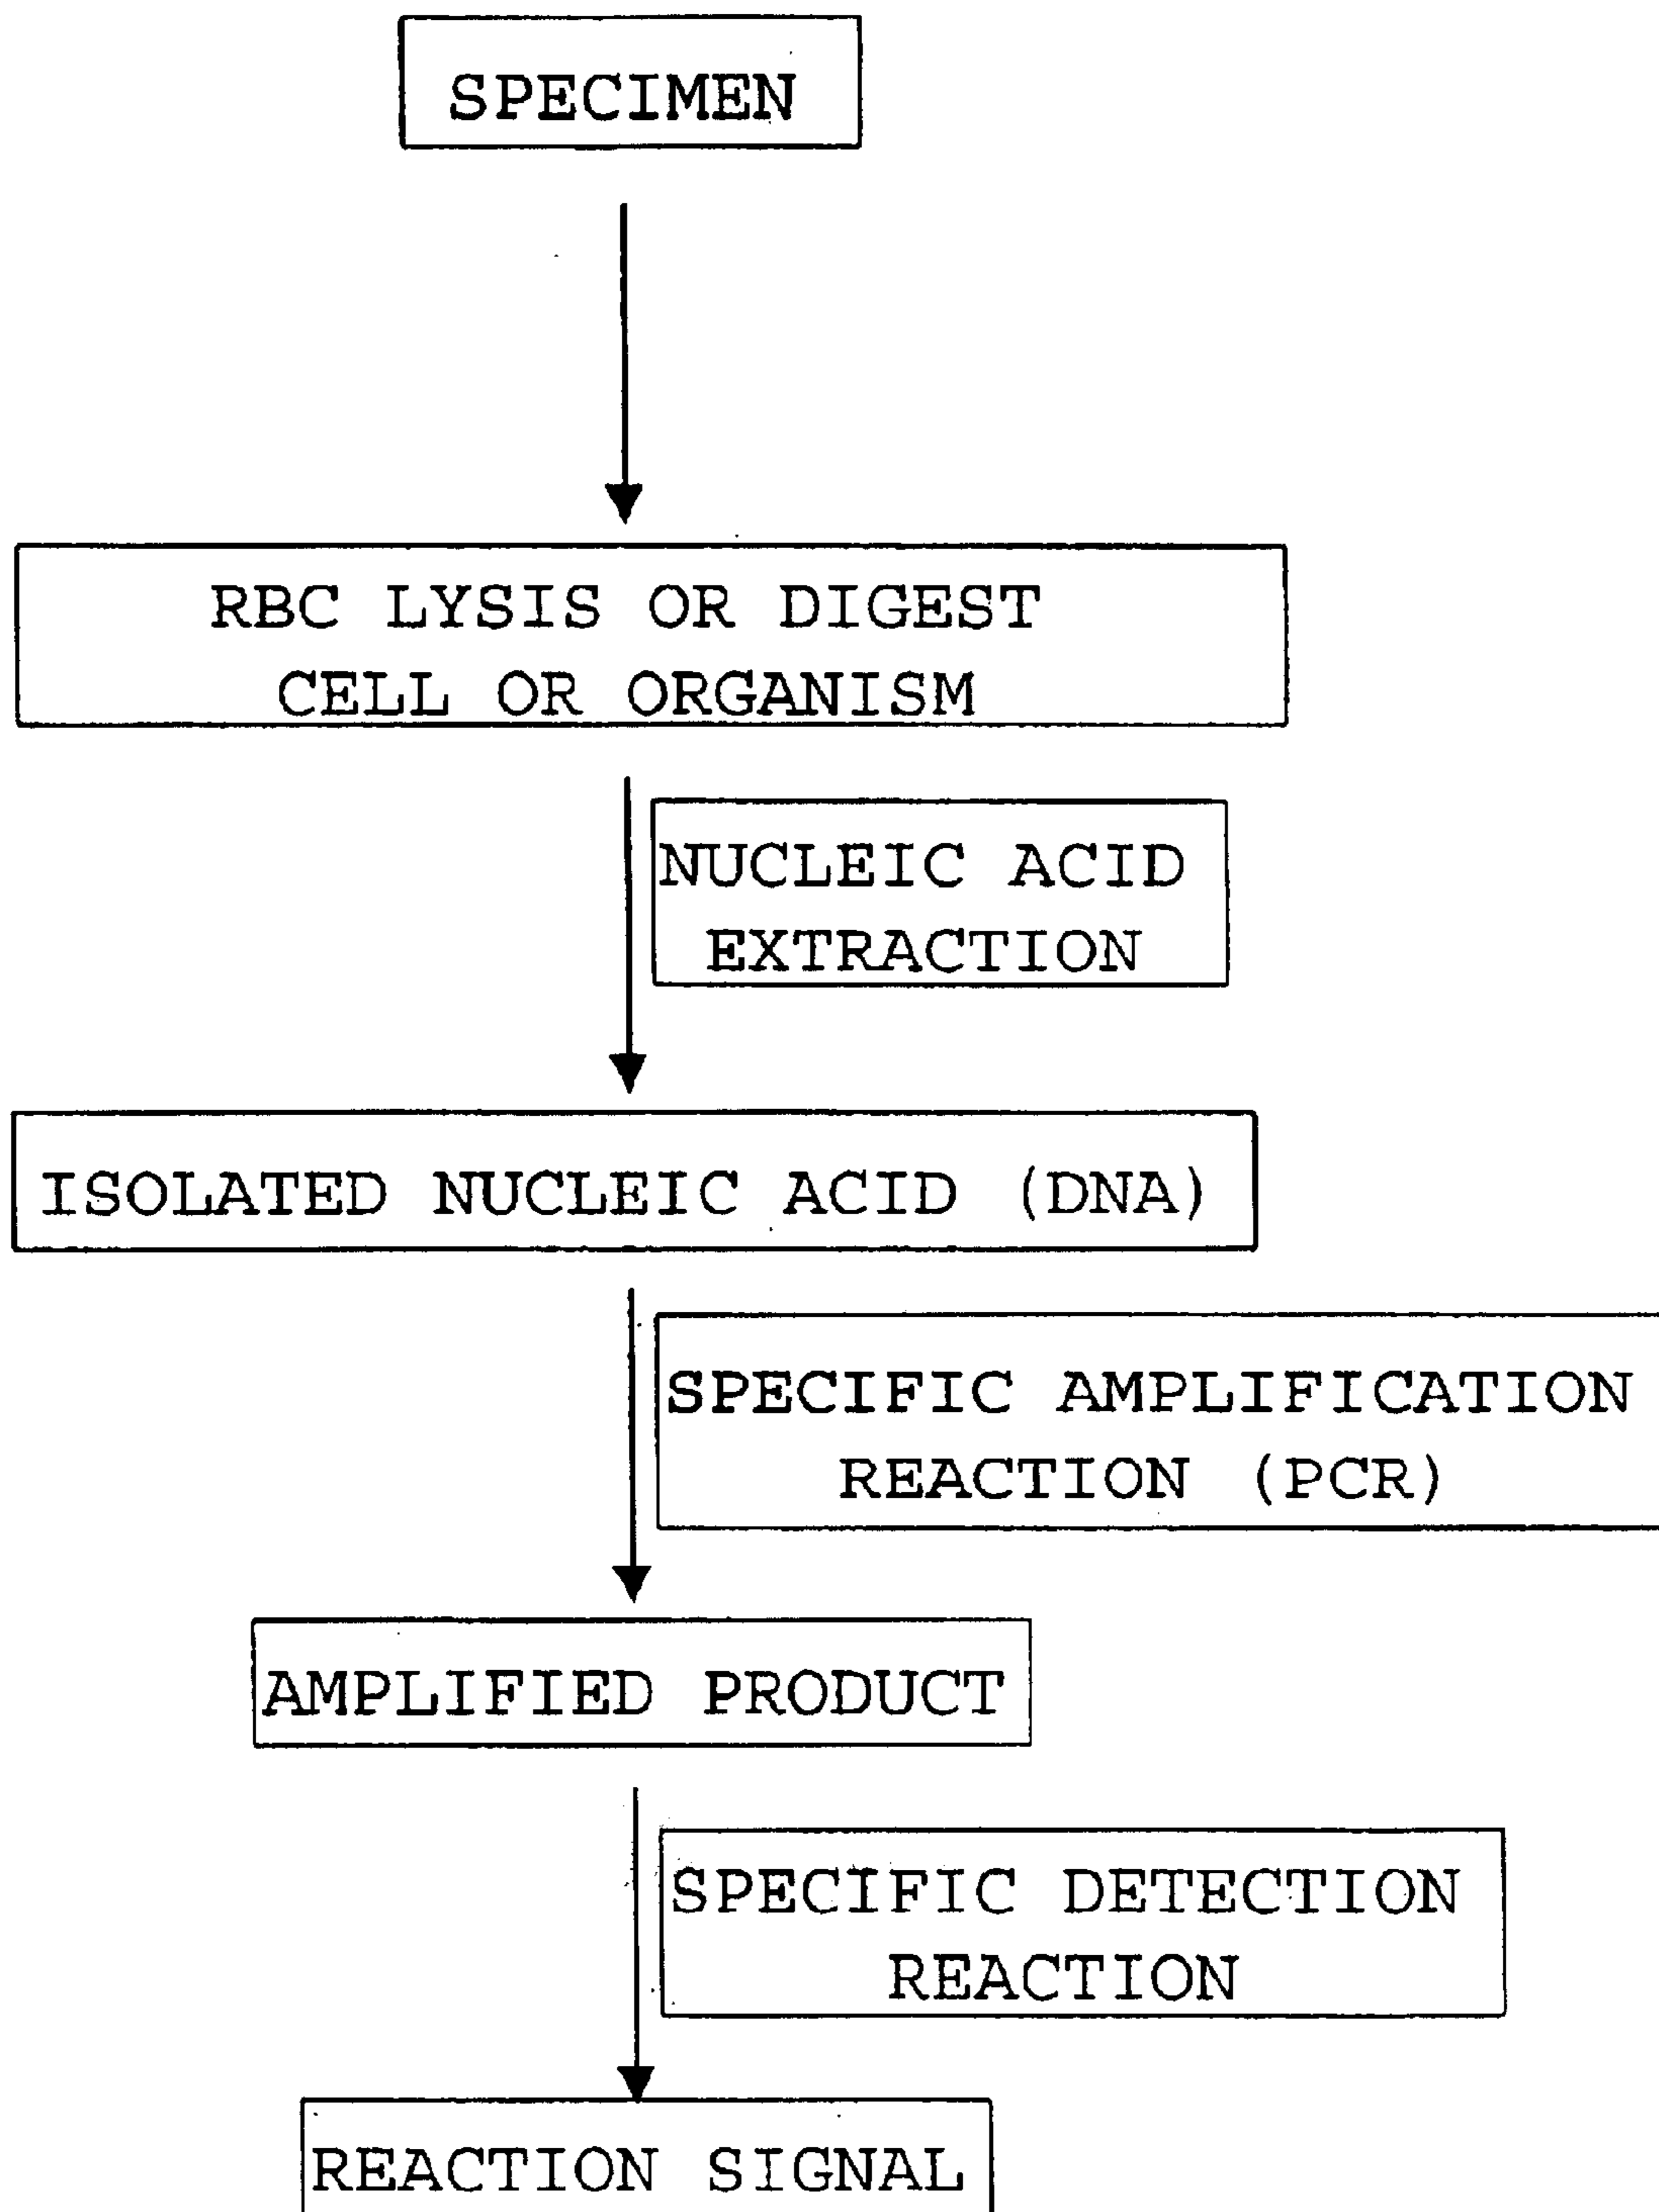 SPECIMEN
RBC LYSIS OR DIGEST
CELL OR ORGANISM
NUCLEIC ACID
EXTRACTION
ISOLATED NUCLEIC ACID (DNA)
SPECIFIC AMPLIFICATION
REACTION (PCR)
AMPLIFIED PRODUCT
SPECIFIC DETECTION
REACTION
REACTION SIGNAL